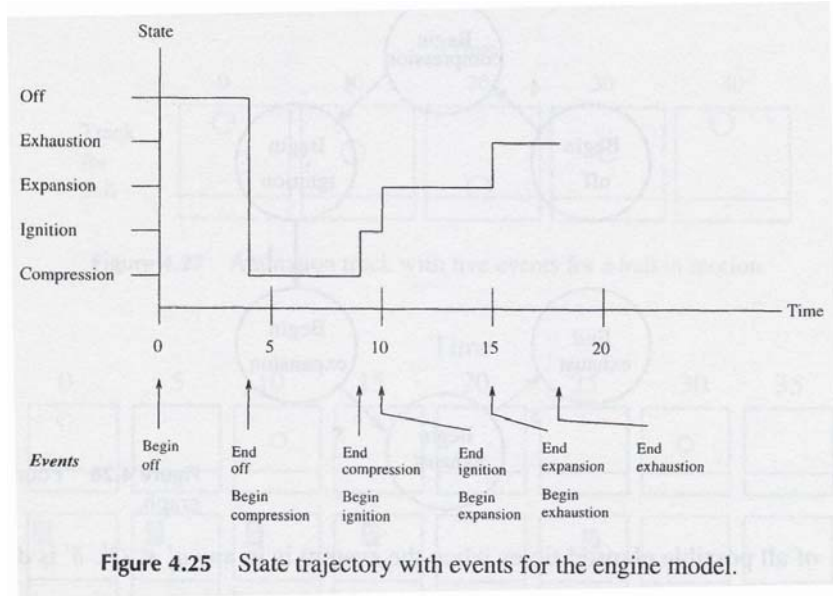 State
Off
Exhaustion
Expansion
Ignition
Compression
Time
0 5 10 15 20
Events
Begin off
End off
Begin compression
End compression
Begin ignition
End ignition
Begin expansion
End expansion
Begin exhaustion
End exhaustion
Figure 4.25 State trajectory with events for the engine model.